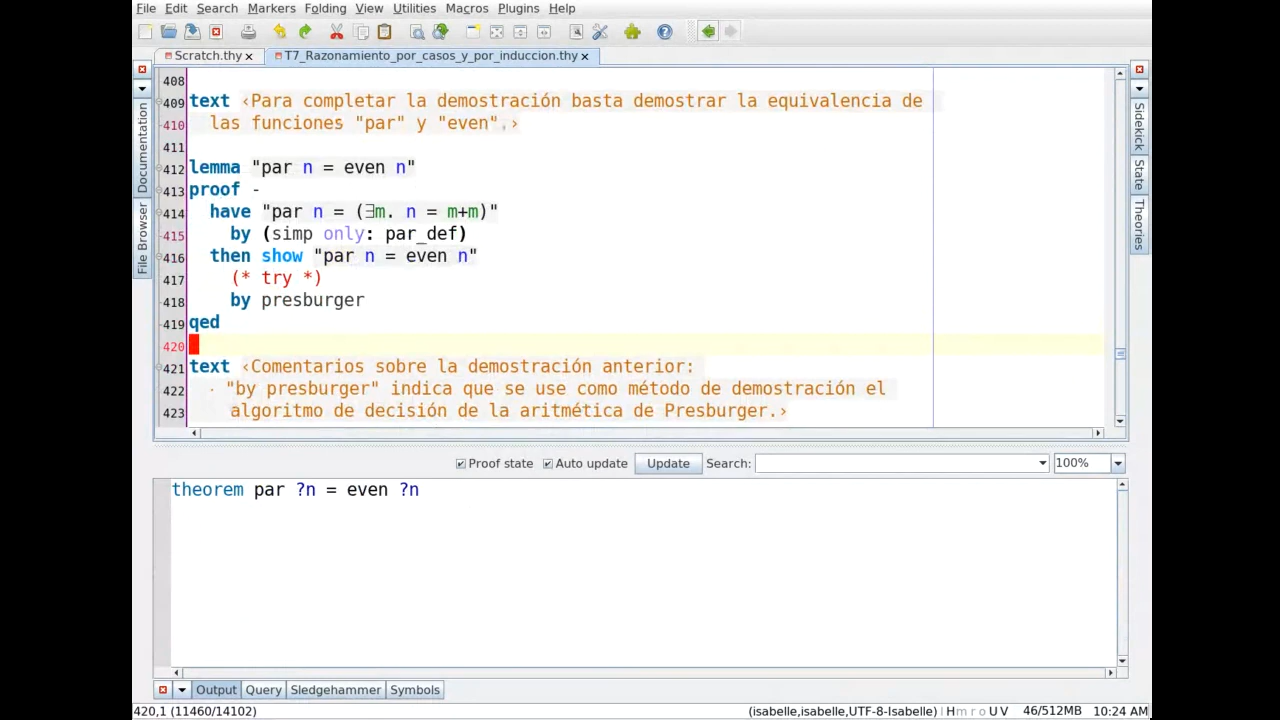 File Edit Search Markers Folding View Utilities Macros Plugins Help
Scratch.thy T7_Razonamiento_por_casos_y_por_induccion.thy
408
409 text ‹Para completar la demostración basta demostrar la equivalencia de
410 las funciones "par" y "even".›
411
412 lemma "par n = even n"
413 proof -
414 have "par n = (∃m. n = m+m)"
415 by (simp only: par_def)
416 then show "par n = even n"
417 (* try *)
418 by presburger
419 qed
420
421 text ‹Comentarios sobre la demostración anterior:
422 · "by presburger" indica que se use como método de demostración el
423 algoritmo de decisión de la aritmética de Presburger.›
Documentation
File Browser
Sidekick
State
Theories
Proof state Auto update Update Search: 100%
theorem par ?n = even ?n
Output Query Sledgehammer Symbols
420,1 (11460/14102) (isabelle,isabelle,UTF-8-Isabelle) | H m r o U V 46/512MB 10:24 AM